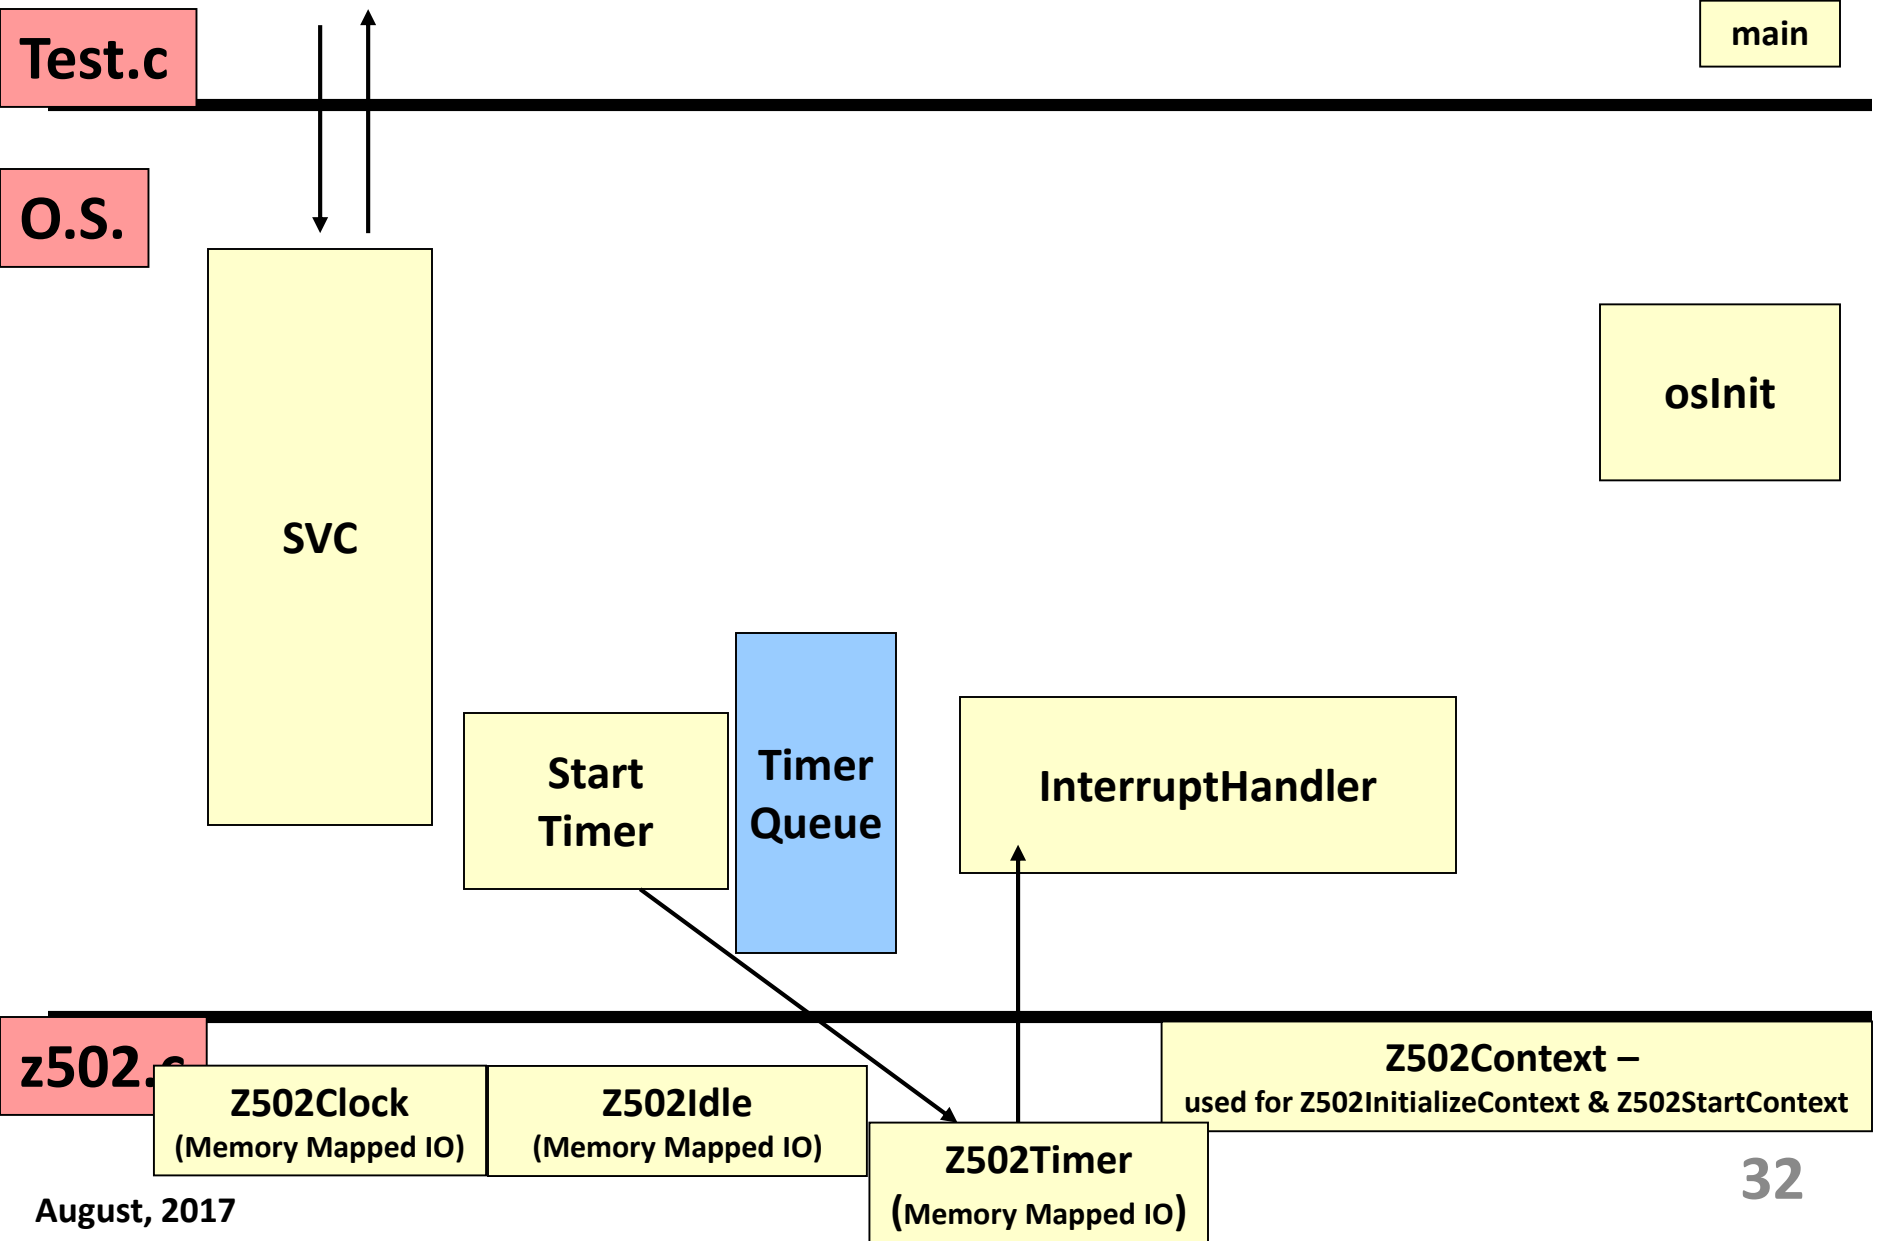 Test.c
main
O.S.
osInit
SVC
Start
Timer
Timer
Queue
InterruptHandler
z502.c
Z502Clock
(Memory Mapped IO)
Z502Idle
(Memory Mapped IO)
Z502Timer
(Memory Mapped IO)
Z502Context –
used for Z502InitializeContext & Z502StartContext
August, 2017
32